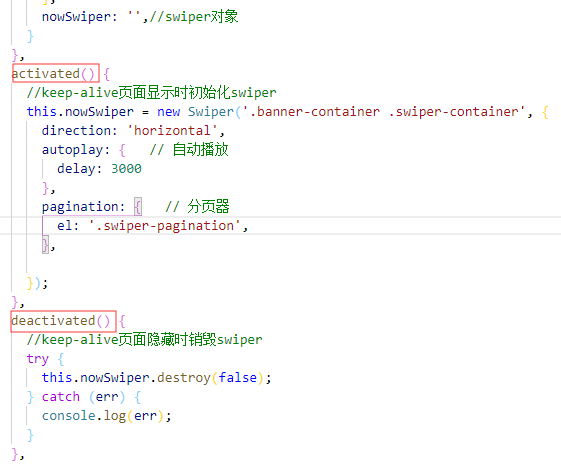 },
nowSwiper: '',//swiper对象
}
},
activated() {
//keep-alive页面显示时初始化swiper
this.nowSwiper = new Swiper('.banner-container .swiper-container', {
direction: 'horizontal',
autoplay: { // 自动播放
delay: 3000
},
pagination: { // 分页器
el: '.swiper-pagination',
},
});
},
deactivated() {
//keep-alive页面隐藏时销毁swiper
try {
this.nowSwiper.destroy(false);
} catch (err) {
console.log(err);
}
},